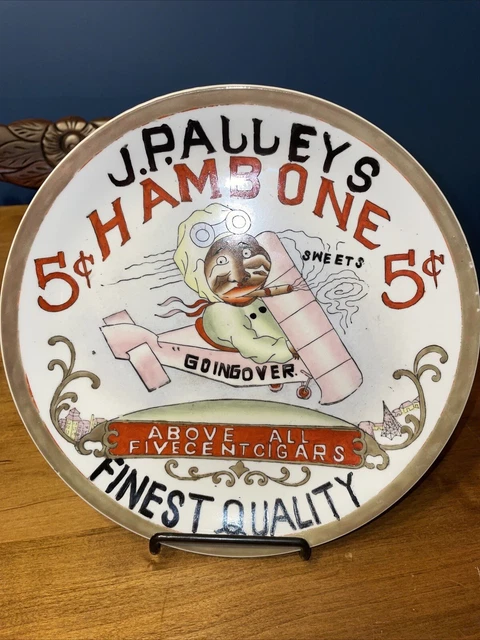 J.P.ALLEYS
HAMBONE
5¢ 5¢
SWEETS
"GOINGOVER.
ABOVE ALL
FIVECENTCIGARS
FINEST QUALITY